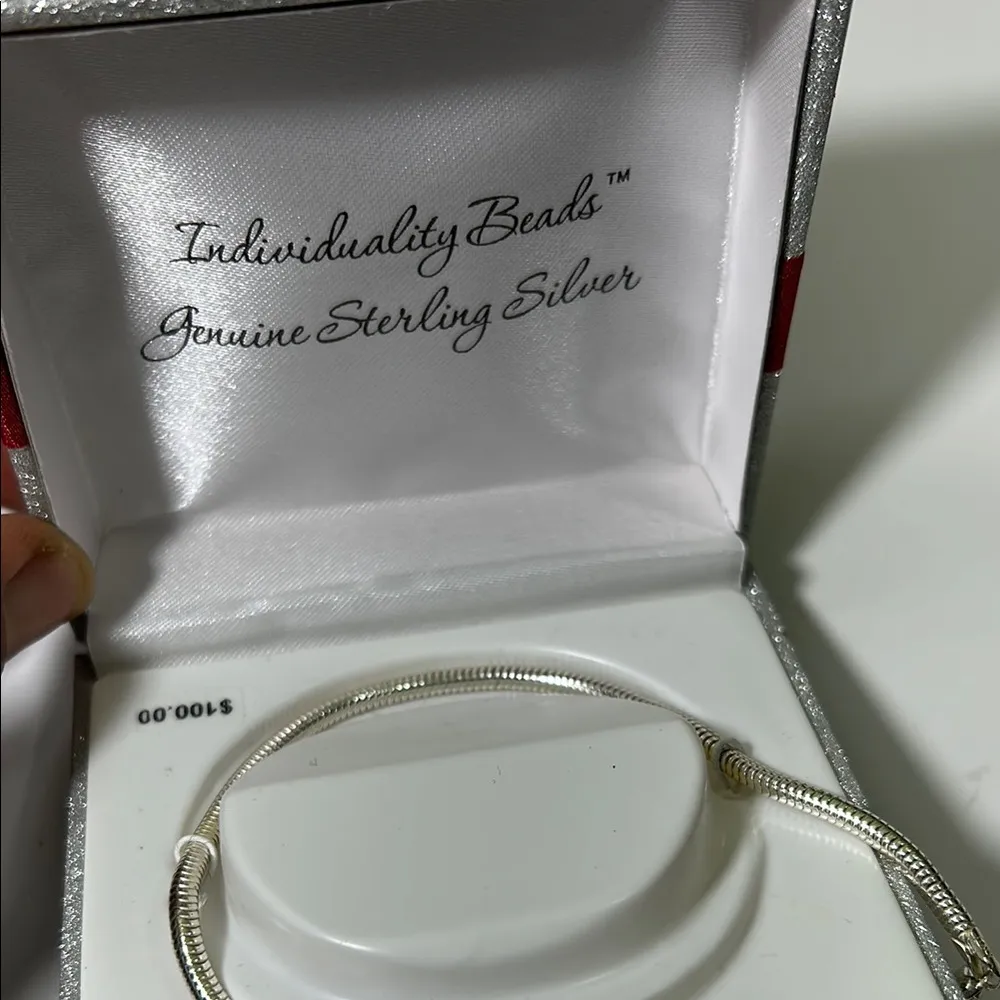 Individuality Beads™
Genuine Sterling Silver
$100.00